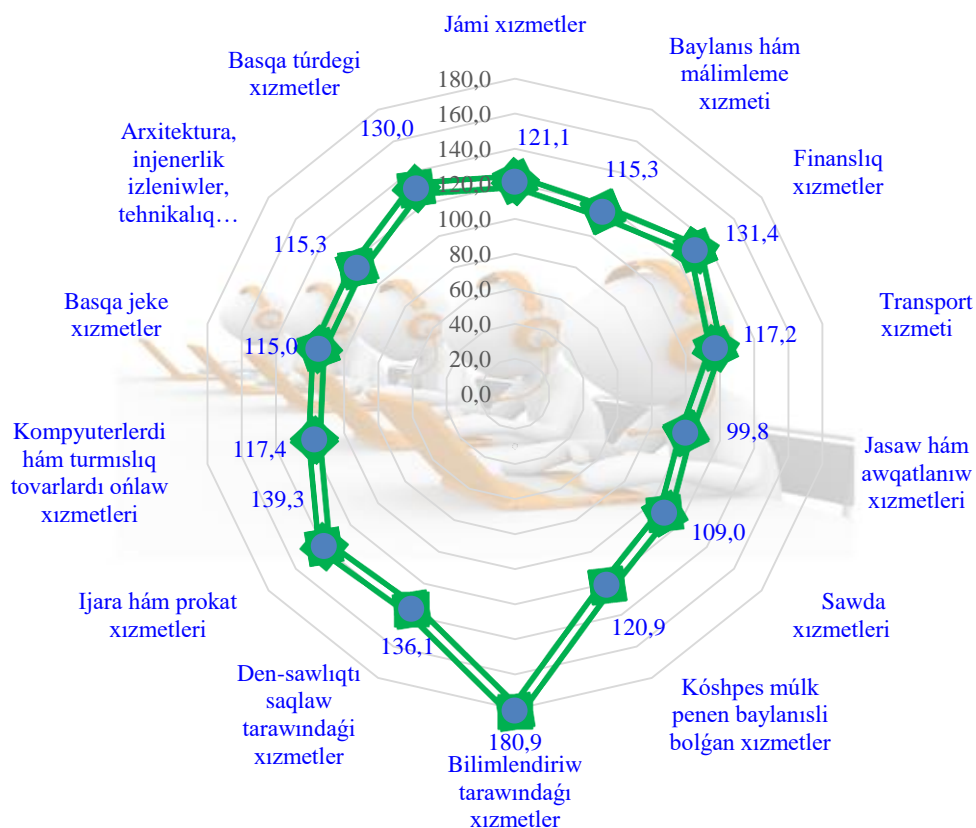 Jámi xızmetler
121,1
Baylanıs hám
málimleme
xızmeti
115,3
Finanslıq
xızmetler
131,4
Transport
xızmeti
117,2
Jasaw hám
awqatlanıw
xızmetleri
99,8
Sawda
xızmetleri
109,0
Kóshpes múlk
penen baylanısli
bolǵan xızmetler
120,9
Bilimlendiriw
tarawındaǵı
xızmetler
180,9
Den-sawlıqtı
saqlaw
tarawındaǵi
xızmetler
136,1
Ijara hám prokat
xızmetleri
139,3
Kompyuterlerdi
hám turmıslıq
tovarlardı ońlaw
xızmetleri
117,4
Basqa jeke
xızmetler
115,0
Arxitektura,
injenerlik
izleniwler,
tehnikalıq…
115,3
Basqa túrdegi
xızmetler
130,0
180,0
160,0
140,0
120,0
100,0
80,0
60,0
40,0
20,0
0,0